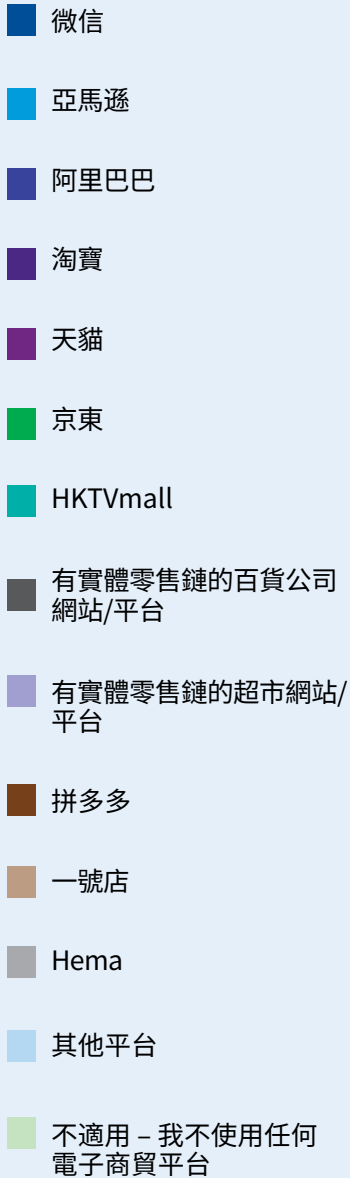 微信
亞馬遜
阿里巴巴
淘寶
天貓
京東
HKTVmall
有實體零售鏈的百貨公司
網站/平台
有實體零售鏈的超市網站/
平台
拼多多
一號店
Hema
其他平台
不適用 – 我不使用任何
電子商貿平台